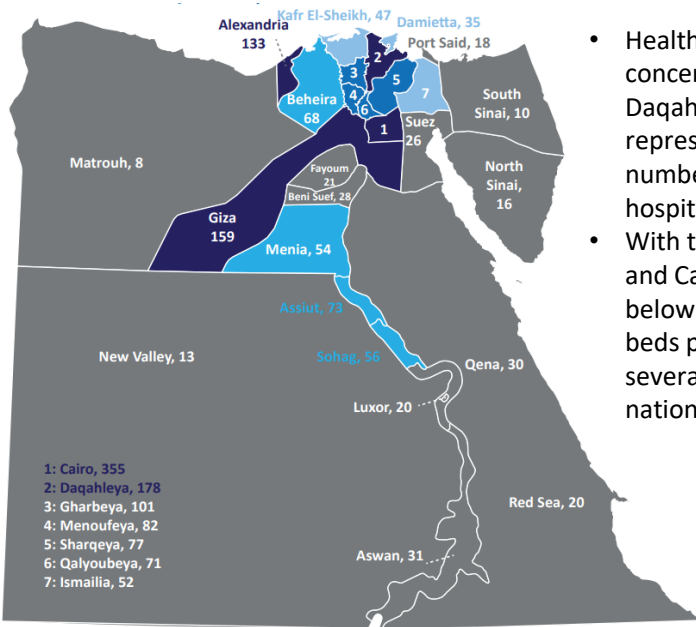 Kafr El-Sheikh, 47
Damietta, 35
Alexandria
133
Port Said, 18
2
3
5
Beheira
68
4
7
South
Sinai, 10
6
1
Suez
26
Matrouh, 8
Fayoum
21
North
Sinai,
16
Beni Suef, 28
Giza
159
Menia, 54
Assiut, 73
New Valley, 13
Sohag, 56
Qena, 30
Luxor, 20
1: Cairo, 355
2: Daqahleya, 178
3: Gharbeya, 101
4: Menoufeya, 82
5: Sharqeya, 77
6: Qalyoubeya, 71
7: Ismailia, 52
Red Sea, 20
Aswan, 31
• Health
concer
Daqah
repres
numbe
hospit
• With t
and Ca
below
beds p
severa
nation